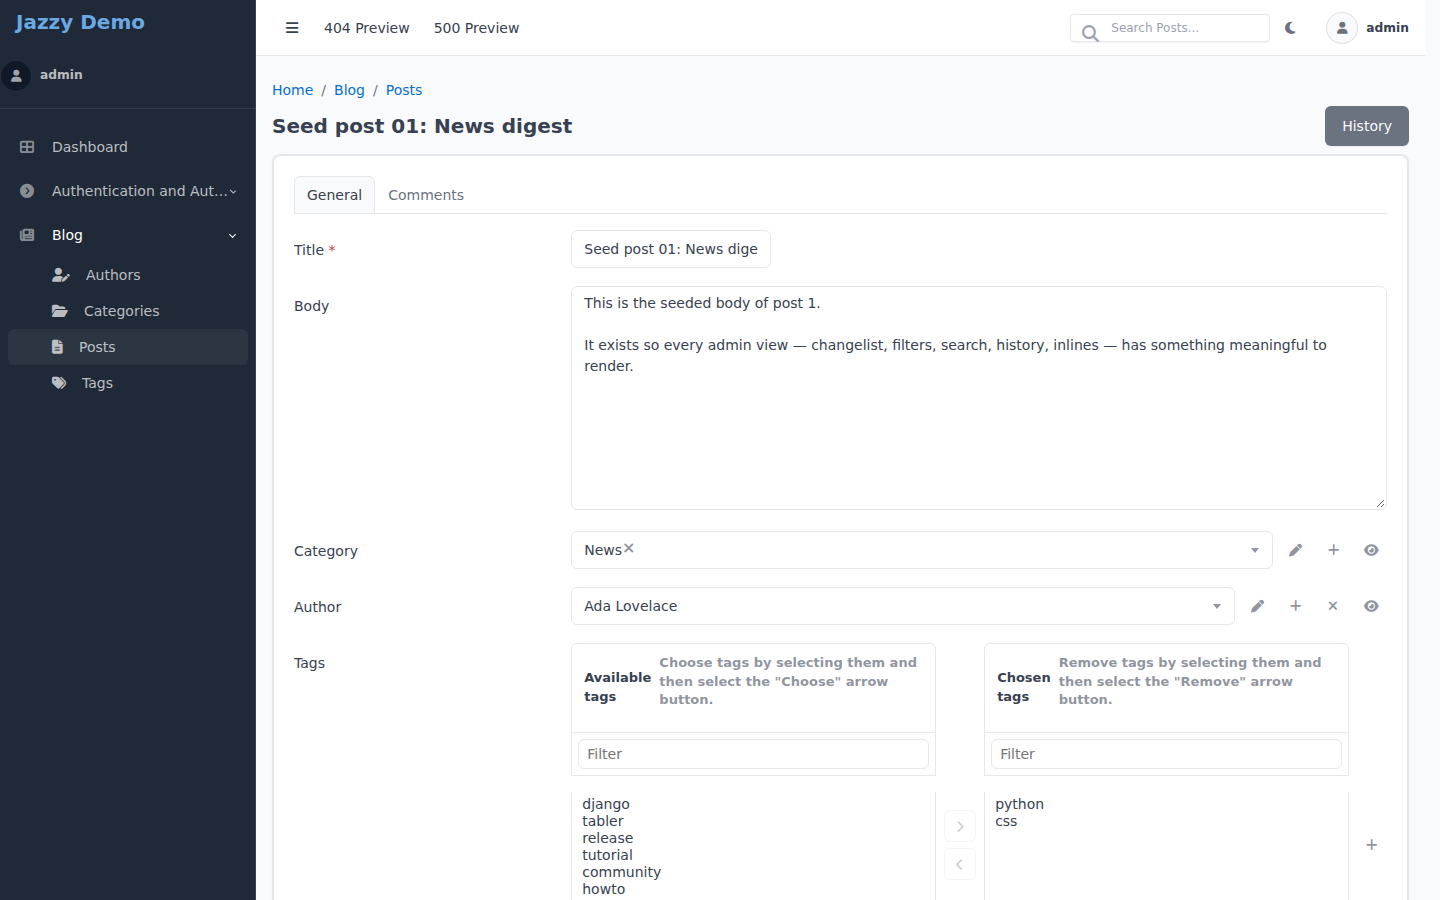 Jazzy Demo
404 Preview
500 Preview
Search Posts...
admin
admin
Dashboard
Authentication and Aut...
Blog
Authors
Categories
Posts
Tags
Home / Blog / Posts
Seed post 01: News digest
History
General
Comments
Title *
Seed post 01: News dige
Body
This is the seeded body of post 1.
It exists so every admin view — changelist, filters, search, history, inlines — has something meaningful to
render.
Category
News
Author
Ada Lovelace
Tags
Available
tags
Choose tags by selecting them and
then select the "Choose" arrow
button.
Filter
django
tabler
release
tutorial
community
howto
Chosen
tags
Remove tags by selecting them and
then select the "Remove" arrow
button.
Filter
python
css